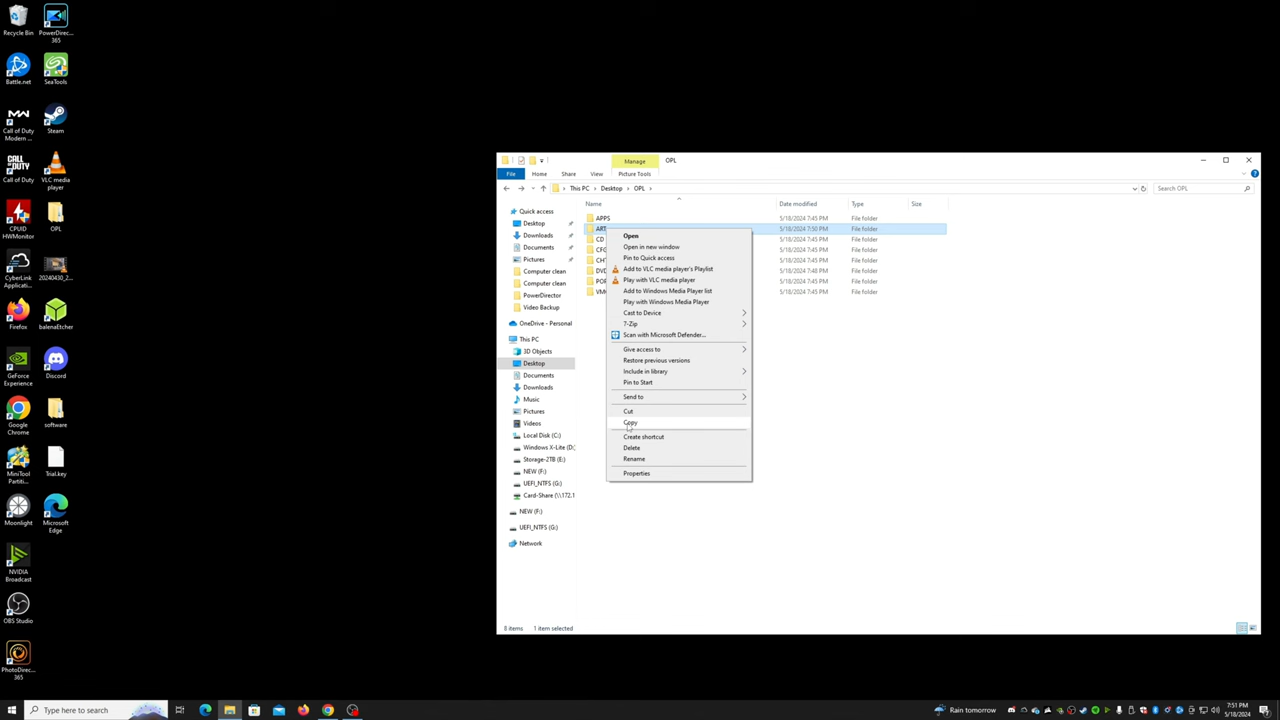 Recycle Bin
PowerDirec...
365
Battle.net
SeaTools
Call of Duty
Modern ...
Steam
Call of Duty
VLC media
player
CPUID
HWMonitor
OPL
CyberLink
Applicati...
20240430_2...
Firefox
balenaEtcher
GeForce
Experience
Discord
Google
Chrome
software
MiniTool
Partiti...
Trial.key
Moonlight
Microsoft
Edge
NVIDIA
Broadcast
OBS Studio
PhotoDirec...
365
Manage
OPL
File
Home
Share
View
Picture Tools
This PC
Desktop
OPL
Search OPL
Name
Date modified
Type
Size
Quick access
Desktop
Downloads
Documents
Pictures
Computer clean
Computer clean
PowerDirector
Video Backup
OneDrive - Personal
This PC
3D Objects
Desktop
Documents
Downloads
Music
Pictures
Videos
Local Disk (C:)
Windows X-Lite (D:)
Storage-2TB (E:)
NEW (F:)
UEFI_NTFS (G:)
Card-Share (\\172.1
NEW (F:)
UEFI_NTFS (G:)
Network
APPS 5/18/2024 7:45 PM File folder
ART 5/18/2024 7:50 PM File folder
CD 5/18/2024 7:45 PM File folder
CFG 5/18/2024 7:45 PM File folder
CHT 5/18/2024 7:45 PM File folder
DVD 5/18/2024 7:48 PM File folder
POP 5/18/2024 7:45 PM File folder
VMC 5/18/2024 7:45 PM File folder
Open
Open in new window
Pin to Quick access
Add to VLC media player's Playlist
Play with VLC media player
Add to Windows Media Player list
Play with Windows Media Player
Cast to Device
7-Zip
Scan with Microsoft Defender...
Give access to
Restore previous versions
Include in library
Pin to Start
Send to
Cut
Copy
Create shortcut
Delete
Rename
Properties
8 items 1 item selected
Type here to search
Rain tomorrow
7:51 PM
5/18/2024